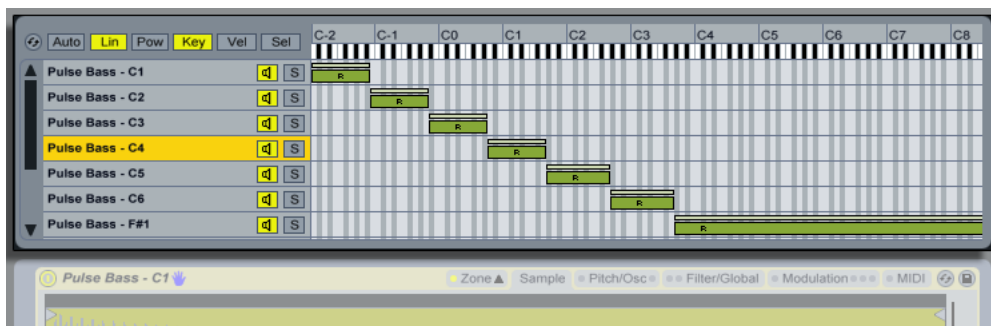 Auto Lin Pow Key Vel Sel C-2 C-1 C0 C1 C2 C3 C4 C5 C6 C7 C8
Pulse Bass - C1 S R
Pulse Bass - C2 S R
Pulse Bass - C3 S R
Pulse Bass - C4 S R
Pulse Bass - C5 S R
Pulse Bass - C6 S R
Pulse Bass - F#1 S R
Pulse Bass - C1 Zone Sample Pitch/Osc Filter/Global Modulation MIDI